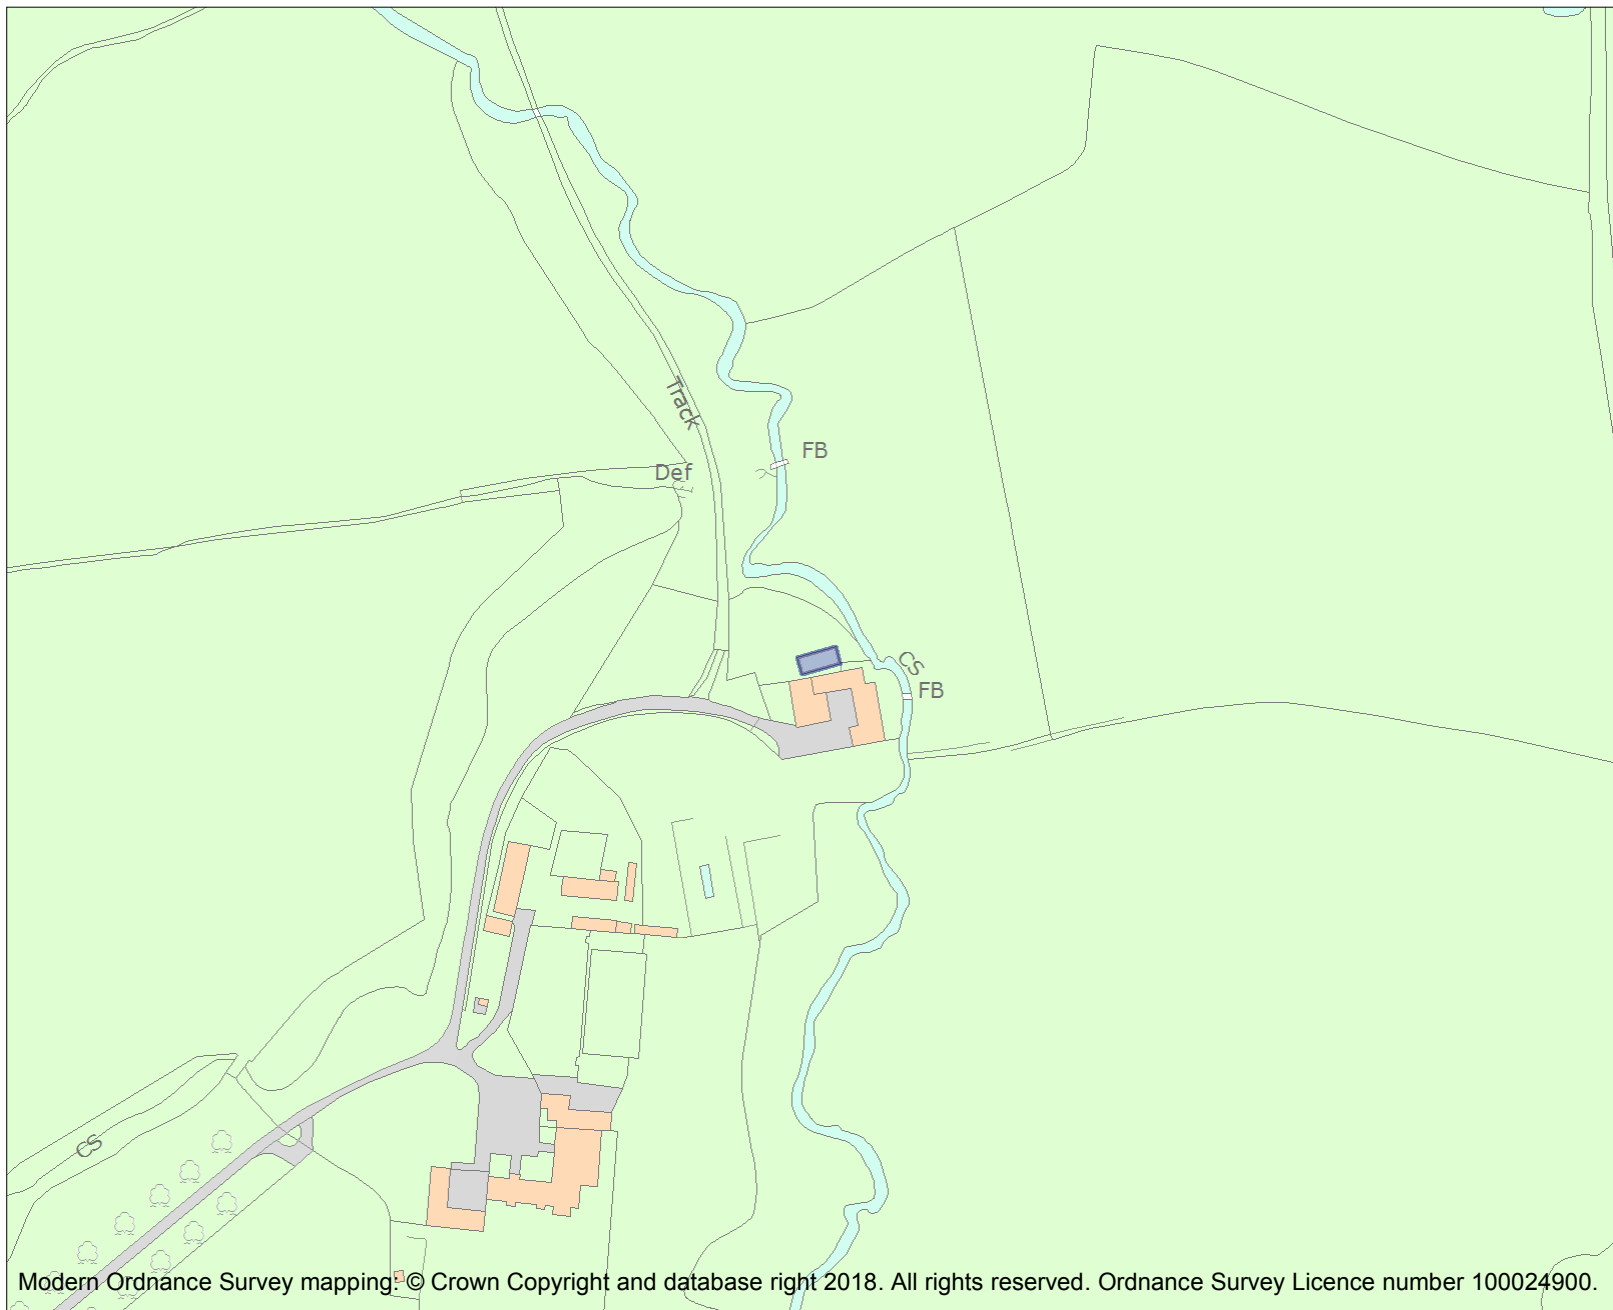 Track
FB
Def
CS
FB
CS
Modern Ordnance Survey mapping: © Crown Copyright and database right 2018. All rights reserved. Ordnance Survey Licence number 100024900.